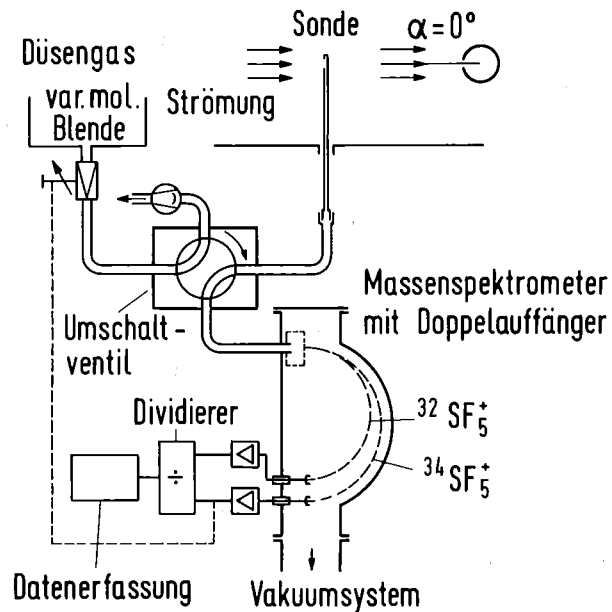 Sonde
α=0°
Düsengas
var. mol.
Blende
Strömung
Umschalt-
ventil
Massenspektrometer
mit Doppelauffänger
Dividierer
÷
³²SF₅⁺
³⁴SF₅⁺
Datenerfassung
Vakuumsystem